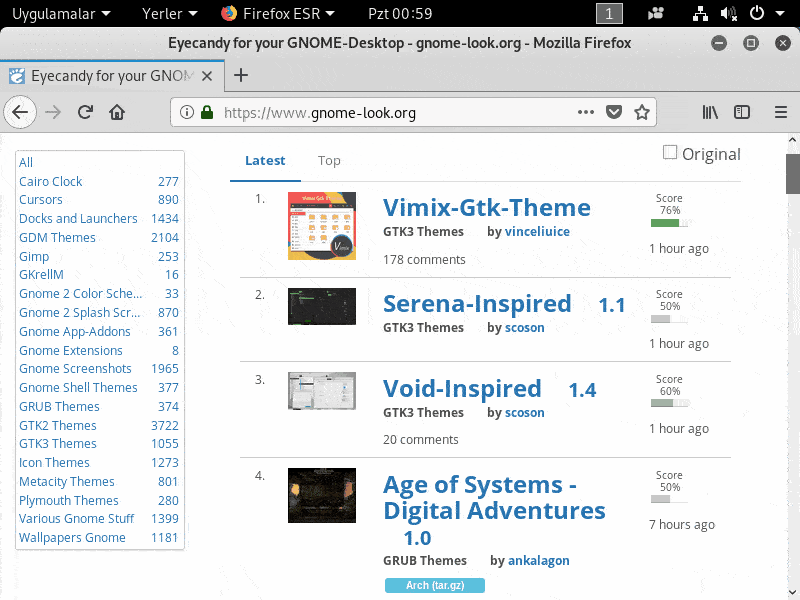 Uygulamalar Yerler Firefox ESR Pzt 00:59 1
Eyecandy for your GNOME-Desktop - gnome-look.org - Mozilla Firefox
Eyecandy for your GNOM
https://www.gnome-look.org
All
Cairo Clock 277
Cursors 890
Docks and Launchers 1434
GDM Themes 2104
Gimp 253
GKrellM 16
Gnome 2 Color Sche... 33
Gnome 2 Splash Scr... 870
Gnome App-Addons 361
Gnome Extensions 8
Gnome Screenshots 1965
Gnome Shell Themes 377
GRUB Themes 374
GTK2 Themes 3722
GTK3 Themes 1055
Icon Themes 1273
Metacity Themes 801
Plymouth Themes 280
Various Gnome Stuff 1399
Wallpapers Gnome 1181
Latest Top
Original
1.
Vimix-Gtk-Theme
GTK3 Themes by vinceliuice
178 comments
Score
76%
1 hour ago
2.
Serena-Inspired 1.1
GTK3 Themes by scoson
Score
50%
1 hour ago
3.
Void-Inspired 1.4
GTK3 Themes by scoson
20 comments
Score
60%
1 hour ago
4.
Age of Systems -
Digital Adventures
1.0
GRUB Themes by ankalagon
Arch (tar.gz)
Score
50%
7 hours ago